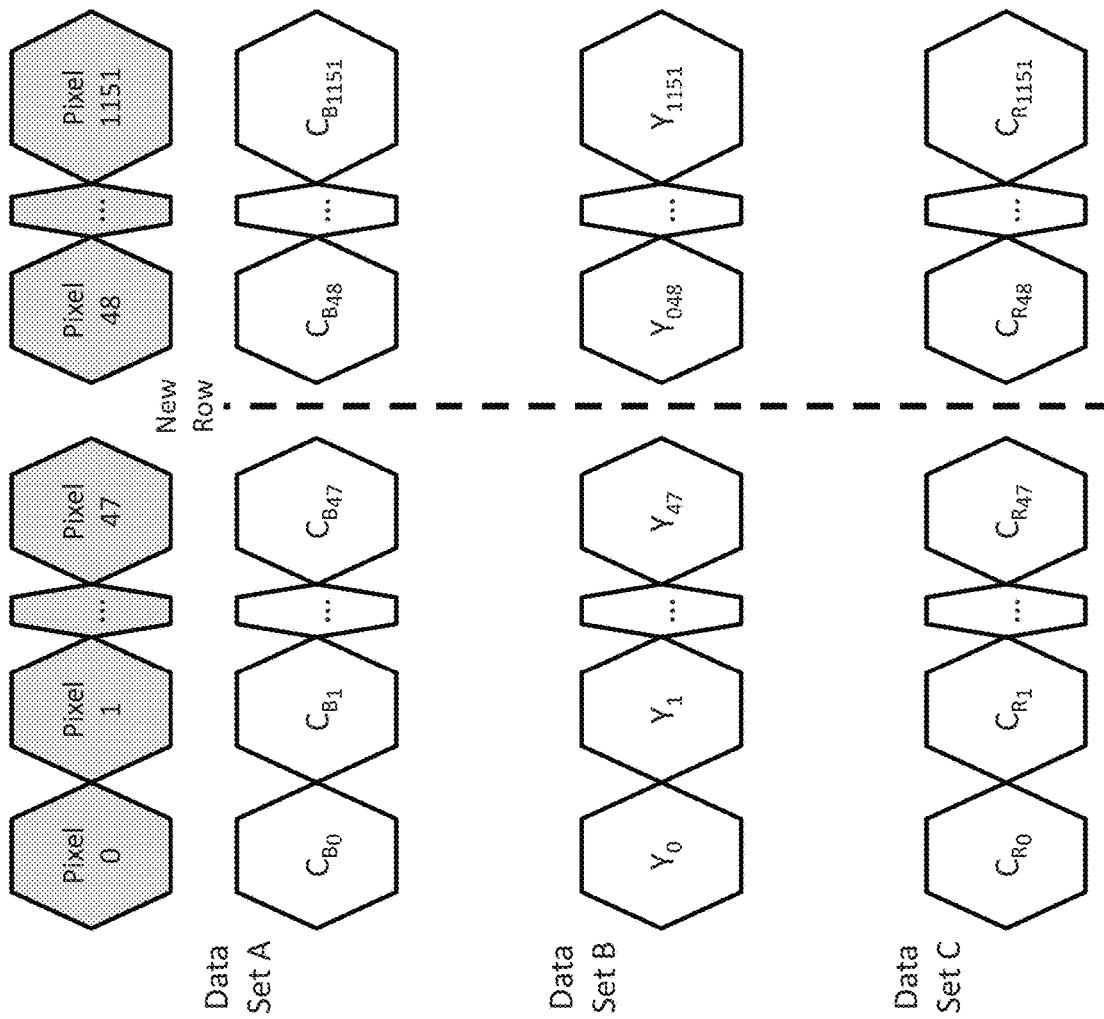 Pixel 0 Pixel 1 ... Pixel 47 New Row Pixel 48 ... Pixel 1151
Data Set A C_B0 C_B1 ... C_B47 C_B48 ... C_B1151
Data Set B Y_0 Y_1 ... Y_47 Y_048 ... Y_1151
Data Set C C_R0 C_R1 ... C_R47 C_R48 ... C_R1151